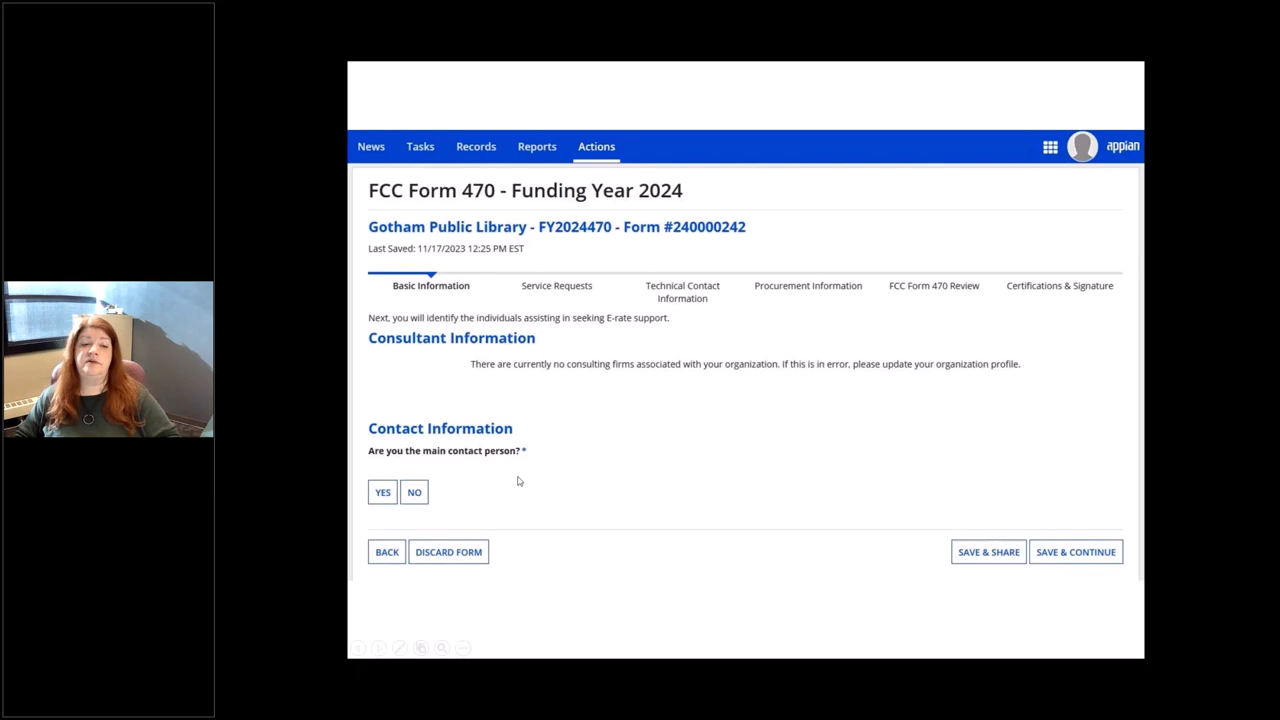 News Tasks Records Reports Actions appian
FCC Form 470 - Funding Year 2024
Gotham Public Library - FY2024470 - Form #240000242
Last Saved: 11/17/2023 12:25 PM EST
Basic Information Service Requests Technical Contact Procurement Information FCC Form 470 Review Certifications & Signature
Information
Next, you will identify the individuals assisting in seeking E-rate support.
Consultant Information
There are currently no consulting firms associated with your organization. If this is in error, please update your organization profile.
Contact Information
Are you the main contact person? *
YES NO
BACK DISCARD FORM SAVE & SHARE SAVE & CONTINUE